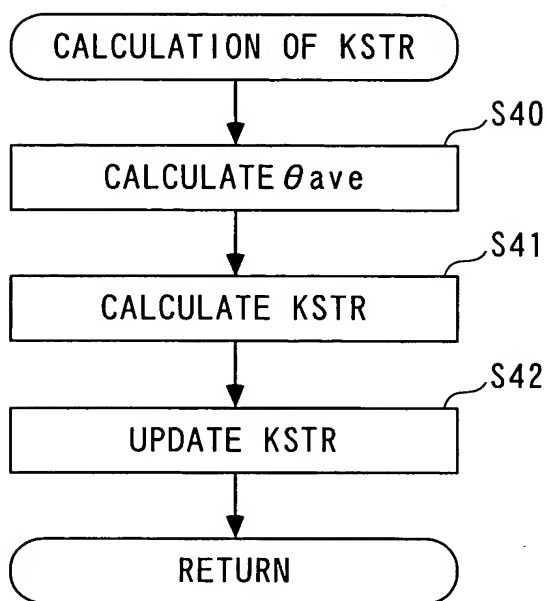 CALCULATION OF KSTR
S40
CALCULATE θave
S41
CALCULATE KSTR
S42
UPDATE KSTR
RETURN